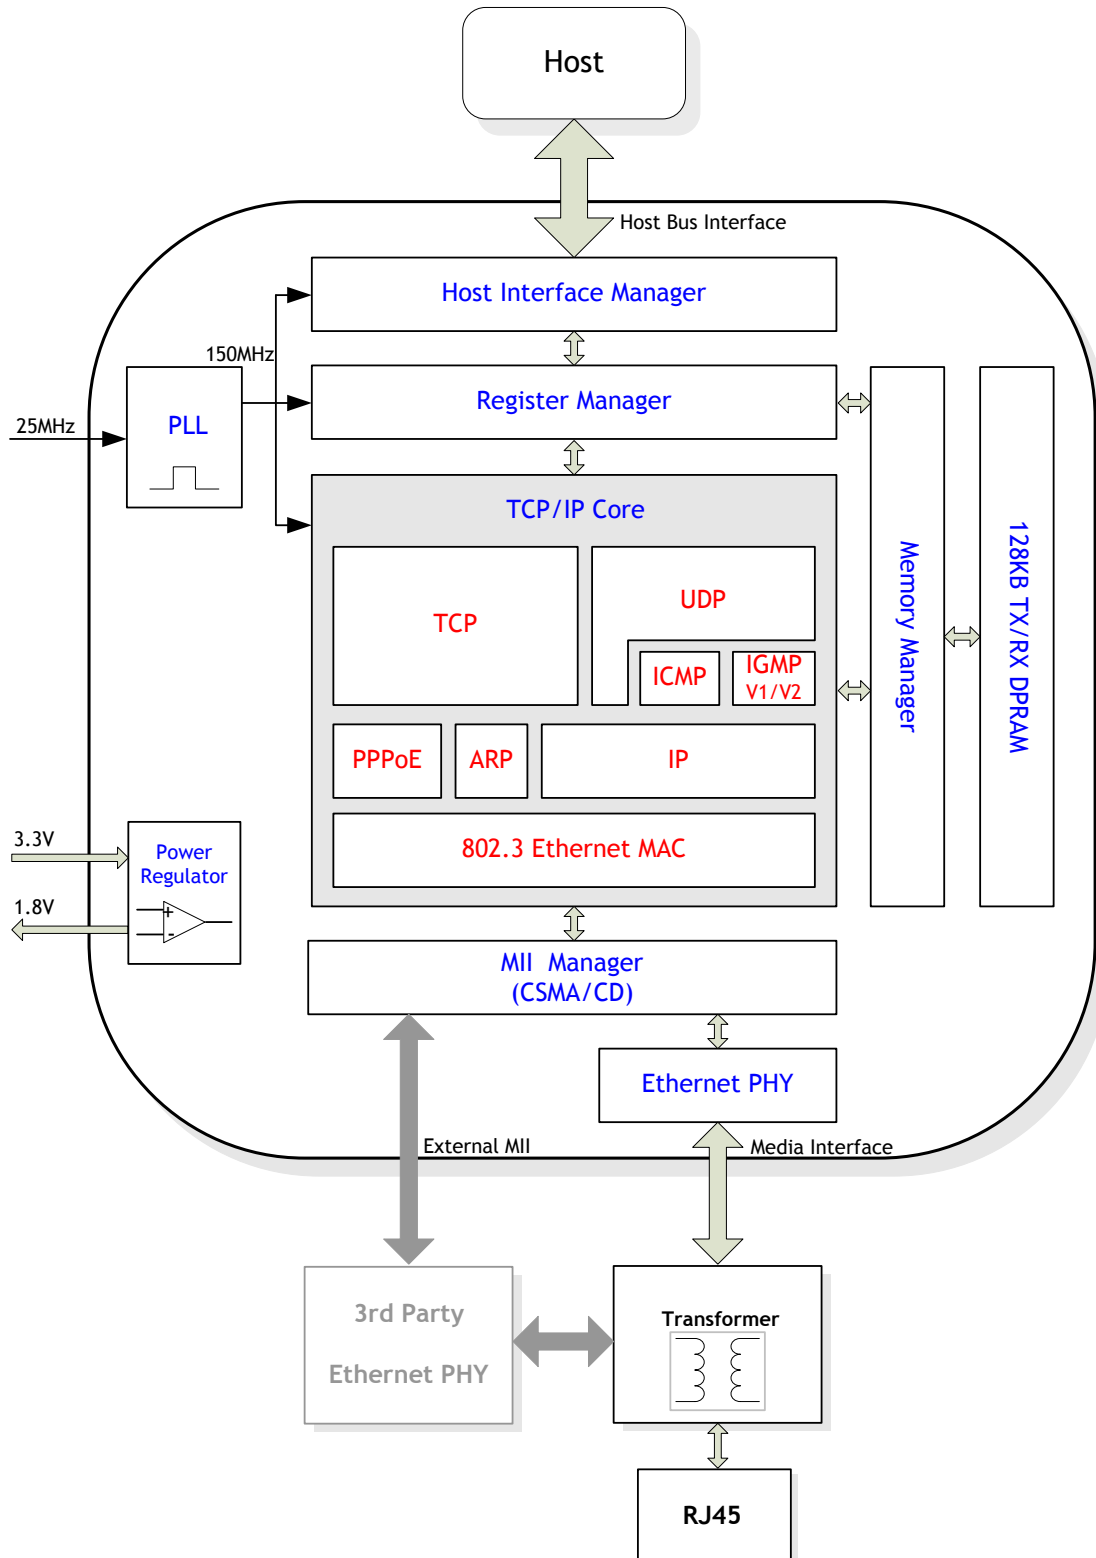 Host
Host Bus Interface
Host Interface Manager
150MHz
Register Manager
PLL
25MHz
TCP/IP Core
TCP
UDP
ICMP
IGMP
V1/V2
PPPoE
ARP
IP
802.3 Ethernet MAC
Memory Manager
128KB TX/RX DPRAM
3.3V
Power
Regulator
1.8V
+
-
MII Manager
(CSMA/CD)
Ethernet PHY
External MII
Media Interface
3rd Party
Ethernet PHY
Transformer
RJ45